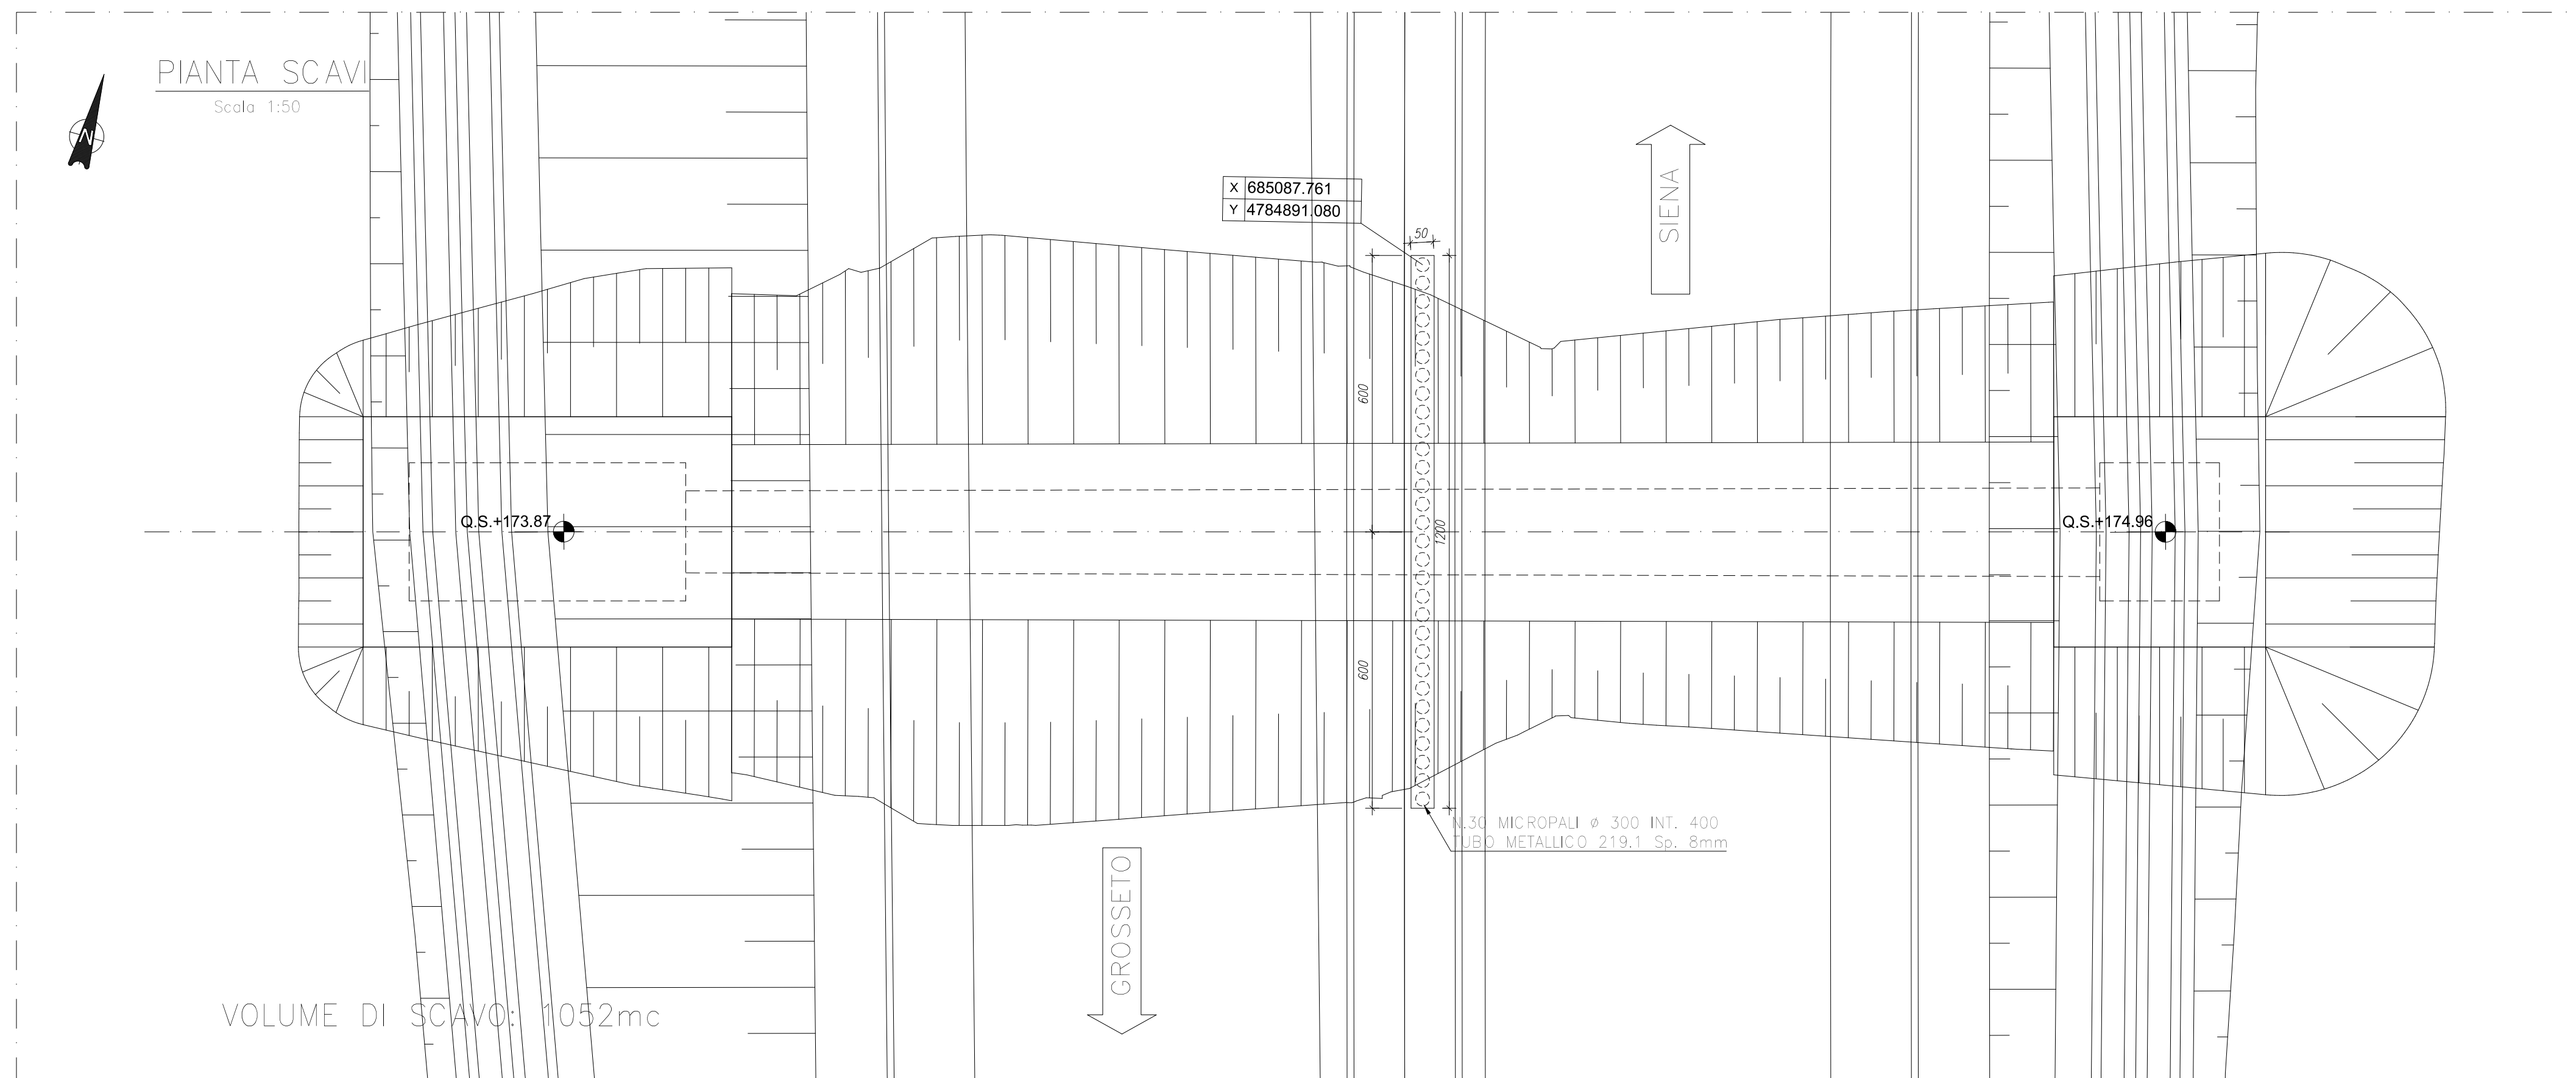 PIANTA SCAVI
Scala 1:50
N
X 685087.761
Y 4784891.080
50
SIENA
600
Q.S.+173.87
1200
Q.S.+174.96
600
N.30 MICROPALI ø 300 INT. 400
TUBO METALLICO 219.1 Sp. 8mm
GROSSETO
VOLUME DI SCAVO: 1052mc